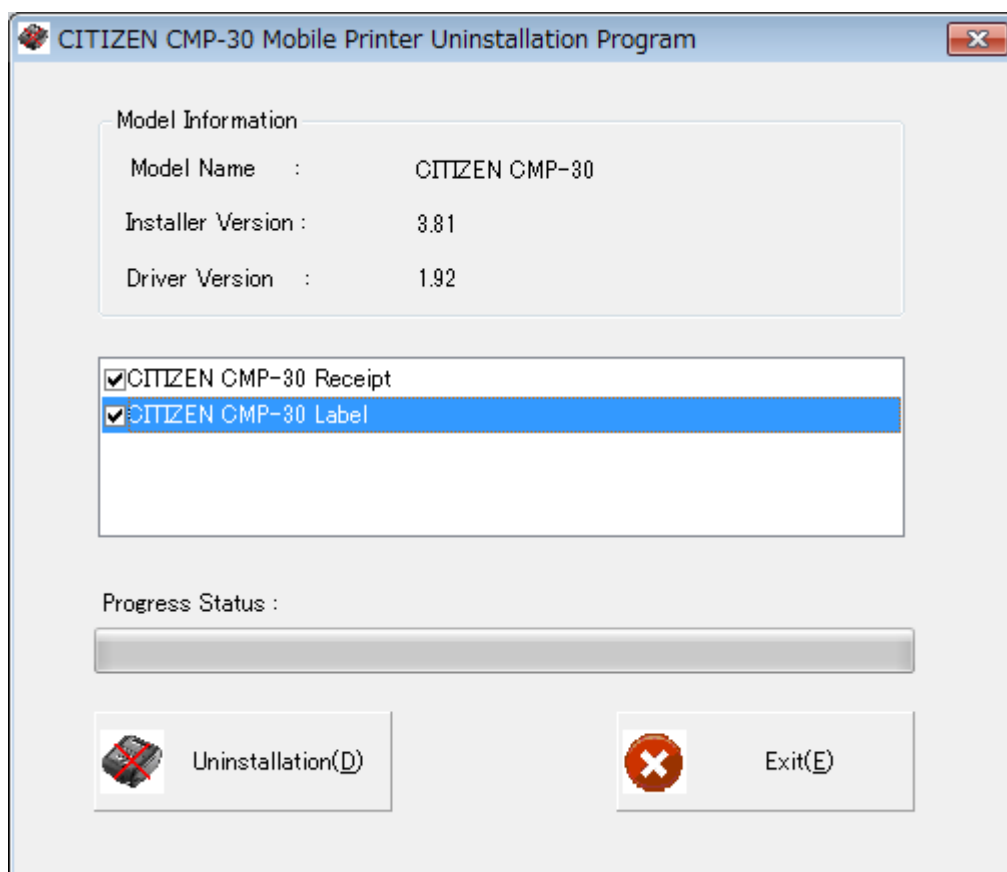 CITIZEN CMP-30 Mobile Printer Uninstallation Program
Model Information
Model Name : CITIZEN CMP-30
Installer Version : 3.81
Driver Version : 1.92
CITIZEN CMP-30 Receipt
CITIZEN CMP-30 Label
Progress Status :
Uninstallation(D) Exit(E)